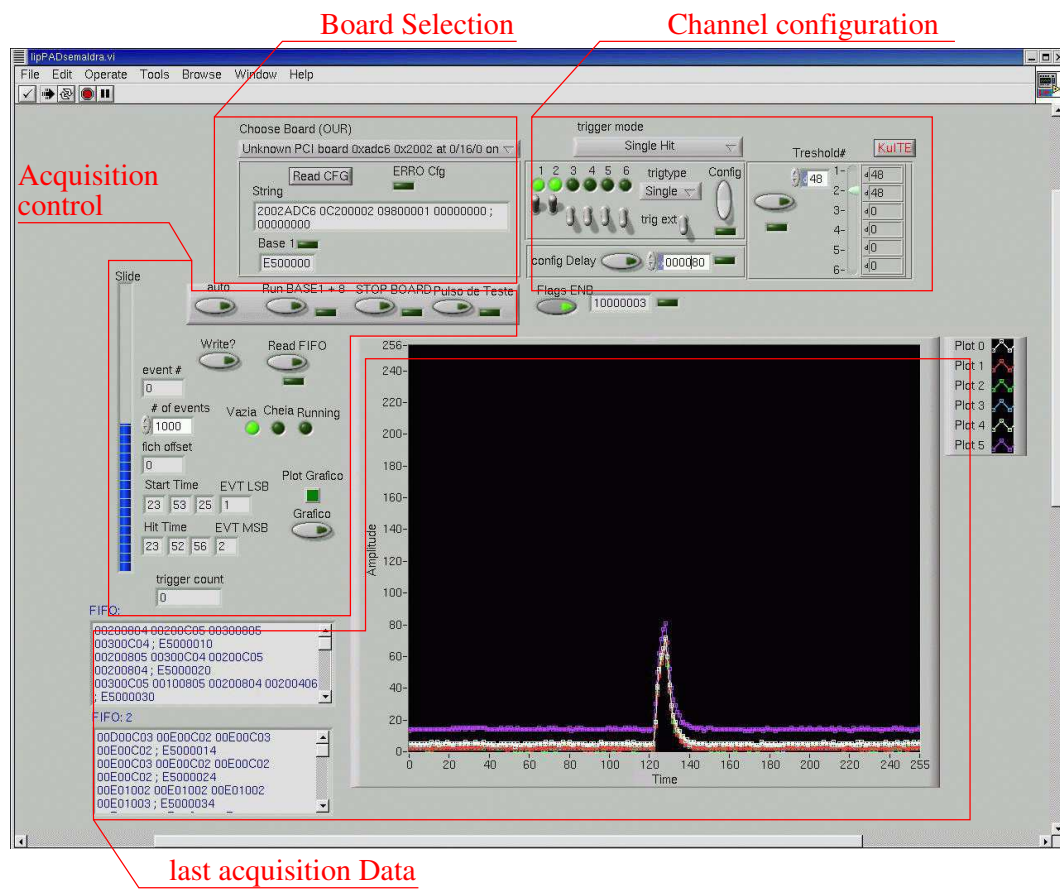 Board Selection
Channel configuration
lipPADsemaldra.vi
File Edit Operate Tools Browse Window Help
Choose Board (OUR)
Unknown PCI board 0xadc6 0x2002 at 0/16/0 on
Read CFG
ERRO Cfg
String
2002ADC6 0C200002 09800001 00000000 ;
00000000
Base 1
E500000
trigger mode
Single Hit
1 2 3 4 5 6
trigtype
Single
trig ext
Config
Treshold#
KulTE
48
1-
2-
3-
4-
5-
6-
d 48
d 48
d 0
d 0
d 0
d 0
config Delay
000080
Acquisition
control
Slide
auto
Run BASE1 + 8
STOP BOARD
Pulso de Teste
Flags ENB
10000003
Write?
Read FIFO
event #
0
# of events
1000
Vazia Cheia Running
fich offset
0
Start Time
EVT LSB
23 53 25 1
Hit Time
EVT MSB
23 52 56 2
Plot Grafico
Grafico
trigger count
0
FIFO:
00200804 00200C05 00300805
00300C04 ; E5000010
00200805 00300C04 00200C05
00200804 ; E5000020
00300C05 00100805 00200804 00200406
; E5000030
FIFO: 2
00D00C03 00E00C02 00E00C03
00E00C02 ; E5000014
00E00C03 00E00C02 00E00C02
00E00C02 ; E5000024
00E01002 00E01002 00E01002
00E01003 ; E5000034
Amplitude
256-
240-
220-
200-
180-
160-
140-
120-
100-
80-
60-
40-
20-
0-
0 20 40 60 80 100 120 140 160 180 200 220 240 255
Time
Plot 0
Plot 1
Plot 2
Plot 3
Plot 4
Plot 5
last acquisition Data